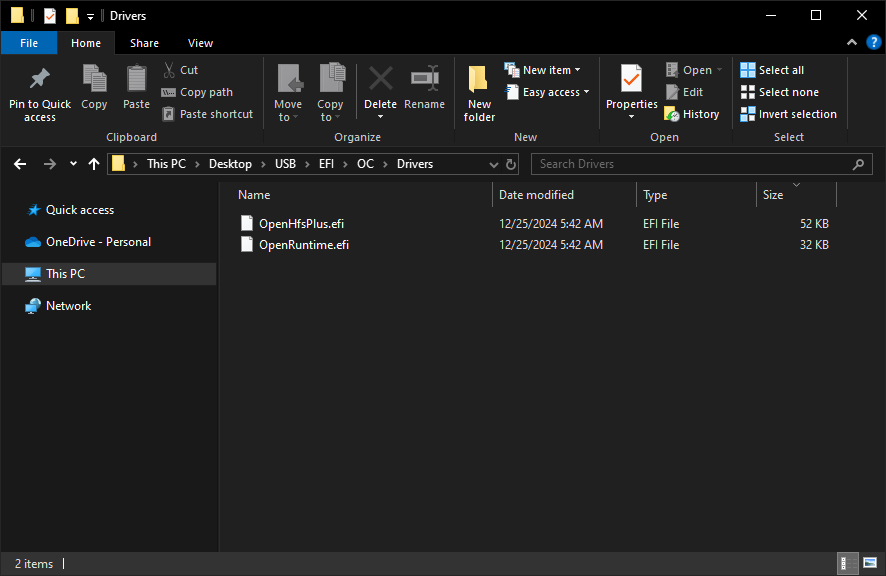 Drivers
File Home Share View
Pin to Quick access
Copy
Paste
Cut
Copy path
Paste shortcut
Clipboard
Move to
Copy to
Delete
Rename
Organize
New folder
New item
Easy access
New
Properties
Open
Edit
History
Open
Select all
Select none
Invert selection
Select
This PC > Desktop > USB > EFI > OC > Drivers
Search Drivers
Quick access
OneDrive - Personal
This PC
Network
Name Date modified Type Size
OpenHfsPlus.efi 12/25/2024 5:42 AM EFI File 52 KB
OpenRuntime.efi 12/25/2024 5:42 AM EFI File 32 KB
2 items